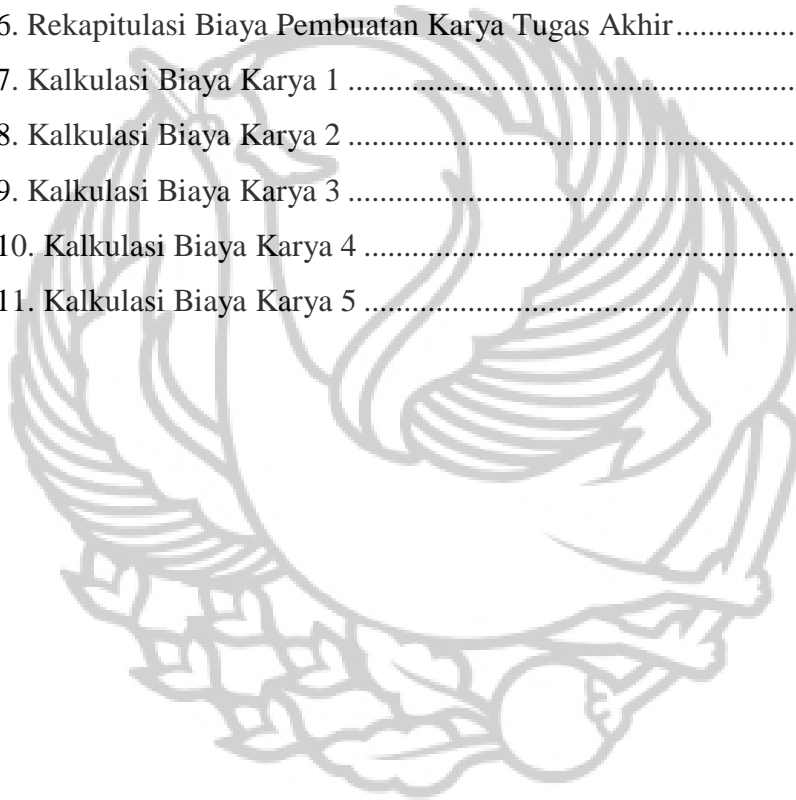 6. Rekapitulasi Biaya Pembuatan Karya Tugas Akhir...............
7. Kalkulasi Biaya Karya 1 ........................................................
8. Kalkulasi Biaya Karya 2 ........................................................
9. Kalkulasi Biaya Karya 3 ........................................................
10. Kalkulasi Biaya Karya 4 ......................................................
11. Kalkulasi Biaya Karya 5 ......................................................